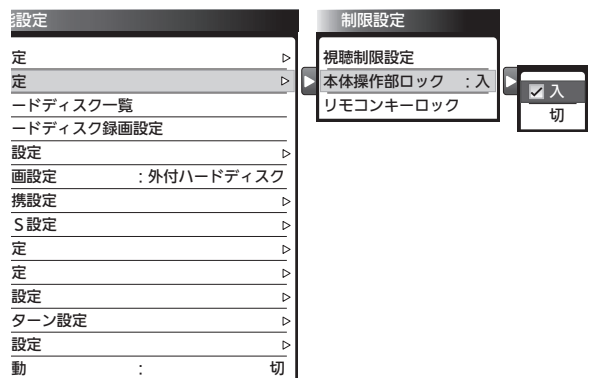 設定
定
定
ードディスク一覧
ードディスク録画設定
設定
画設定 :外付ハードディスク
携設定
S設定
定
定
設定
ターン設定
設定
動 : 切
制限設定
視聴制限設定
本体操作部ロック :入
リモコンキーロック
入
切